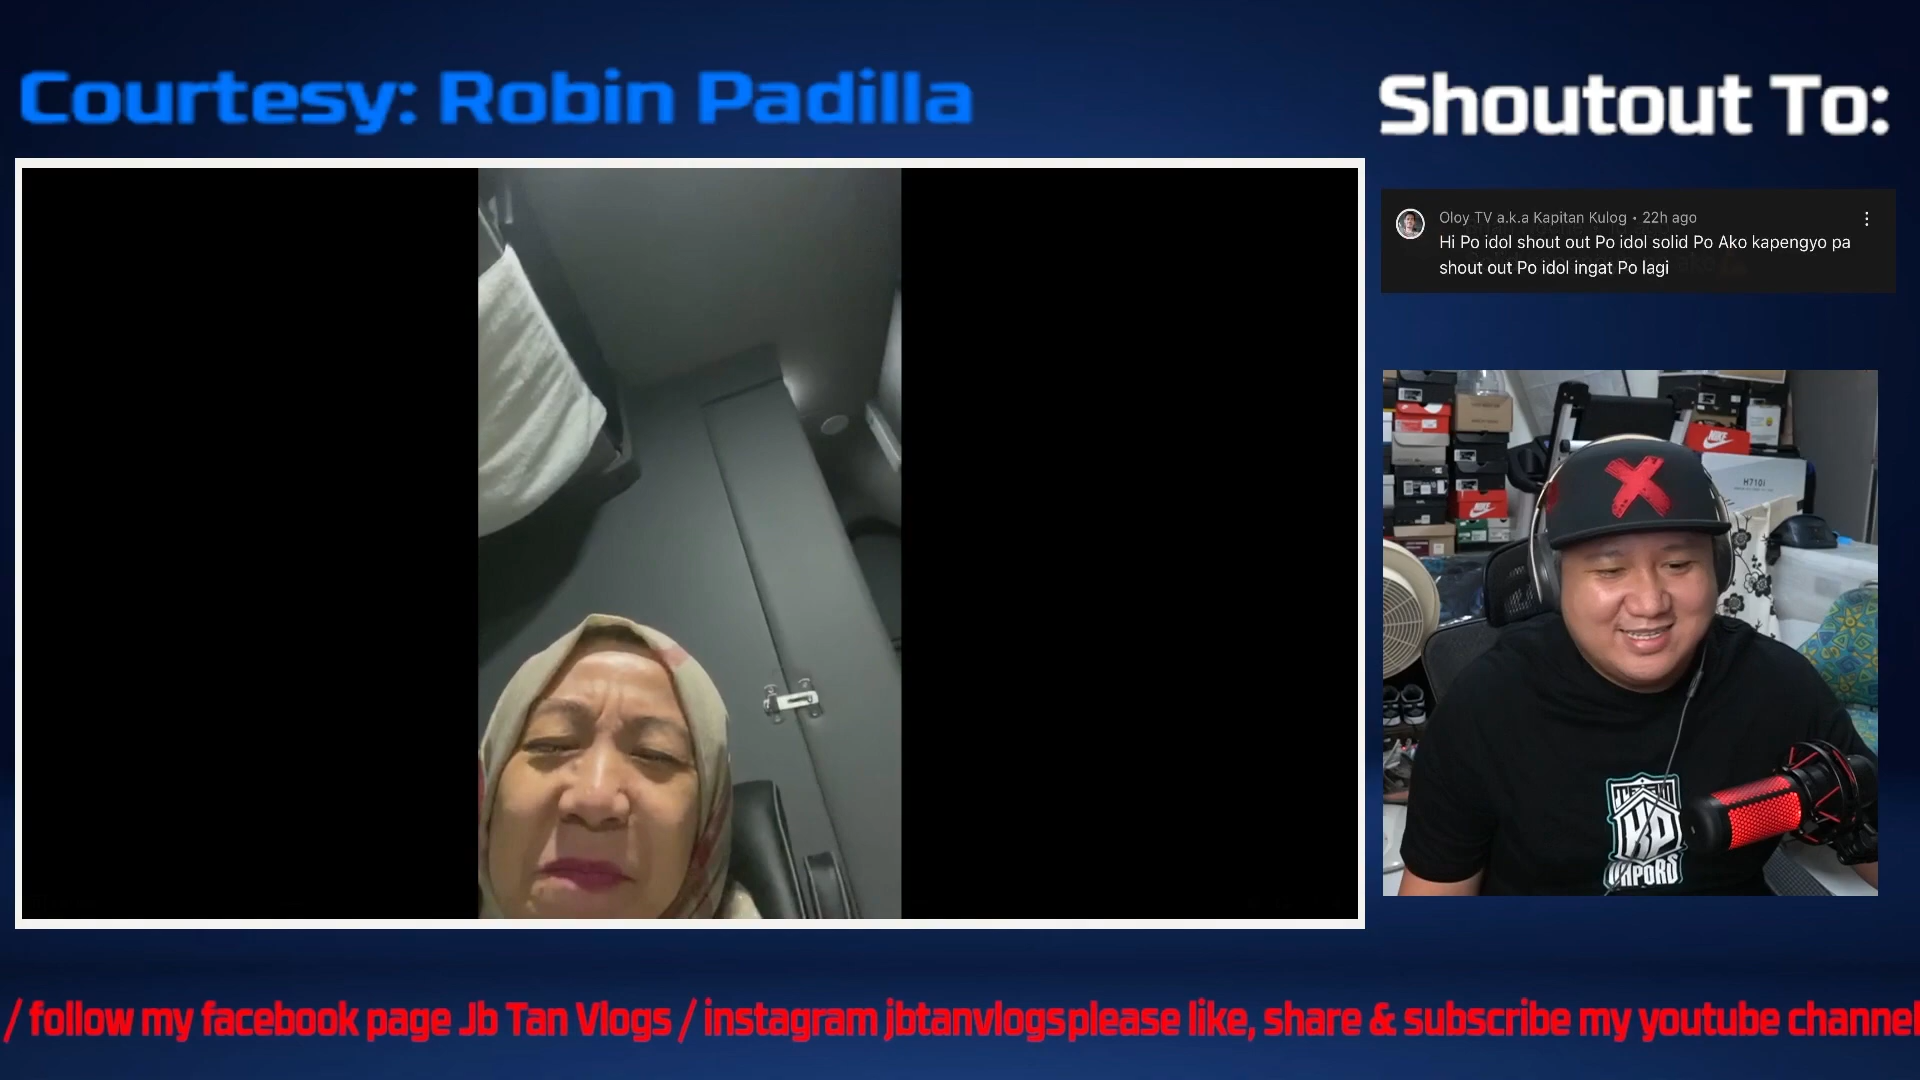 Courtesy: Robin Padilla
Shoutout To:
Oloy TV a.k.a Kapitan Kulog • 22h ago
Hi Po idol shout out Po idol solid Po Ako kapengyo pa
shout out Po idol ingat Po lagi
H710i
KP
VAPORS
/ follow my facebook page Jb Tan Vlogs / instagram jbtanvlogsplease like, share & subscribe my youtube channel